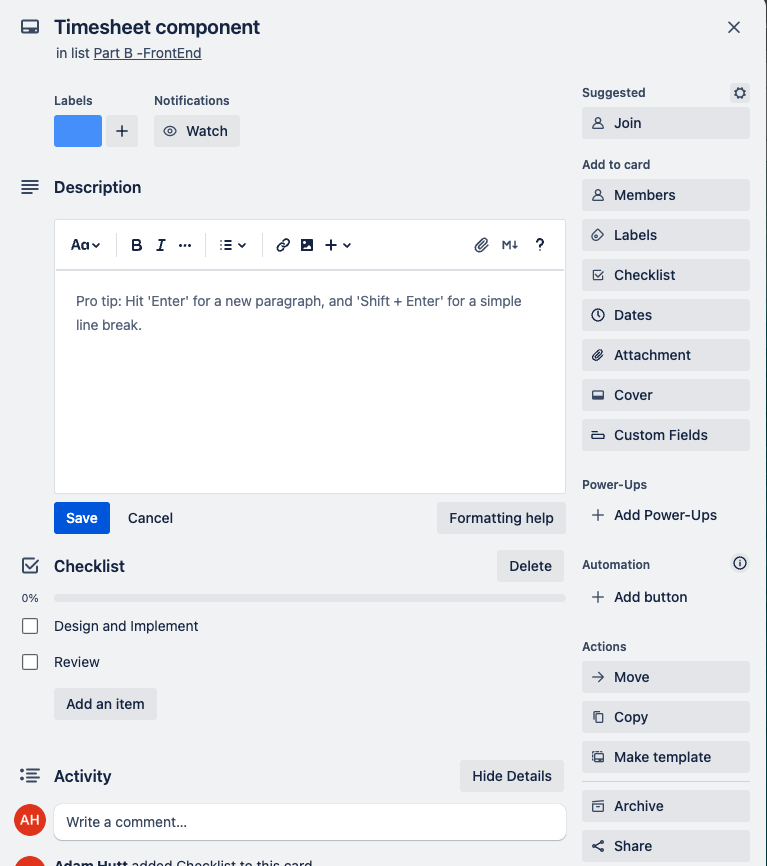 Timesheet component
in list Part B -FrontEnd
Labels
Notifications
Watch
Description
Aa
B I
M↓ ?
Pro tip: Hit 'Enter' for a new paragraph, and 'Shift + Enter' for a simple
line break.
Save
Cancel
Formatting help
Checklist
Delete
0%
Design and Implement
Review
Add an item
Activity
Hide Details
AH
Write a comment...
Adam Hutt added Checklist to this card
Suggested
Join
Add to card
Members
Labels
Checklist
Dates
Attachment
Cover
Custom Fields
Power-Ups
Add Power-Ups
Automation
Add button
Actions
Move
Copy
Make template
Archive
Share